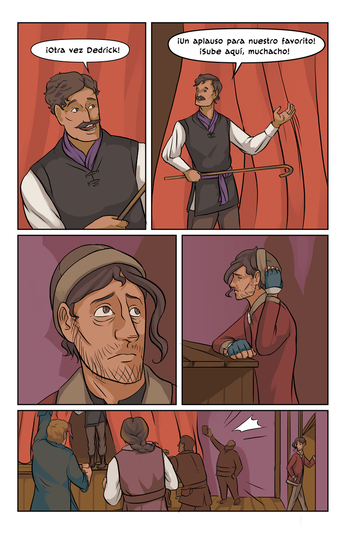 ¡Otra vez Dedrick!
¡Un aplauso para nuestro favorito!
¡Sube aquí, muchacho!